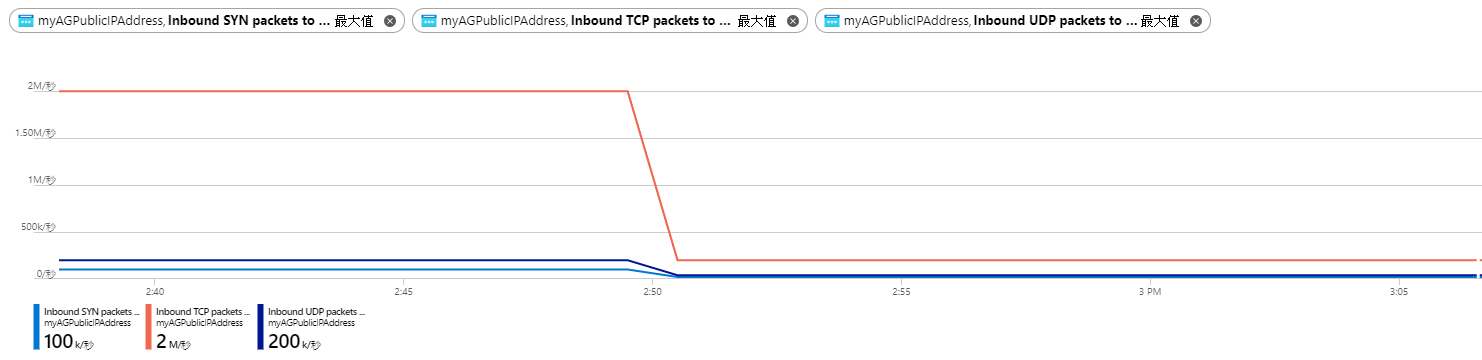 myAGPublicIPAddress, Inbound SYN packets to ... 最大値
myAGPublicIPAddress, Inbound TCP packets to ... 最大値
myAGPublicIPAddress, Inbound UDP packets to ... 最大値
2M/秒
1.50M/秒
1M/秒
500k/秒
0/秒
2:40 2:45 2:50 2:55 3 PM 3:05
Inbound SYN packets ...
myAGPublicIPAddress
100 k/秒
Inbound TCP packets ...
myAGPublicIPAddress
2 M/秒
Inbound UDP packets ...
myAGPublicIPAddress
200 k/秒